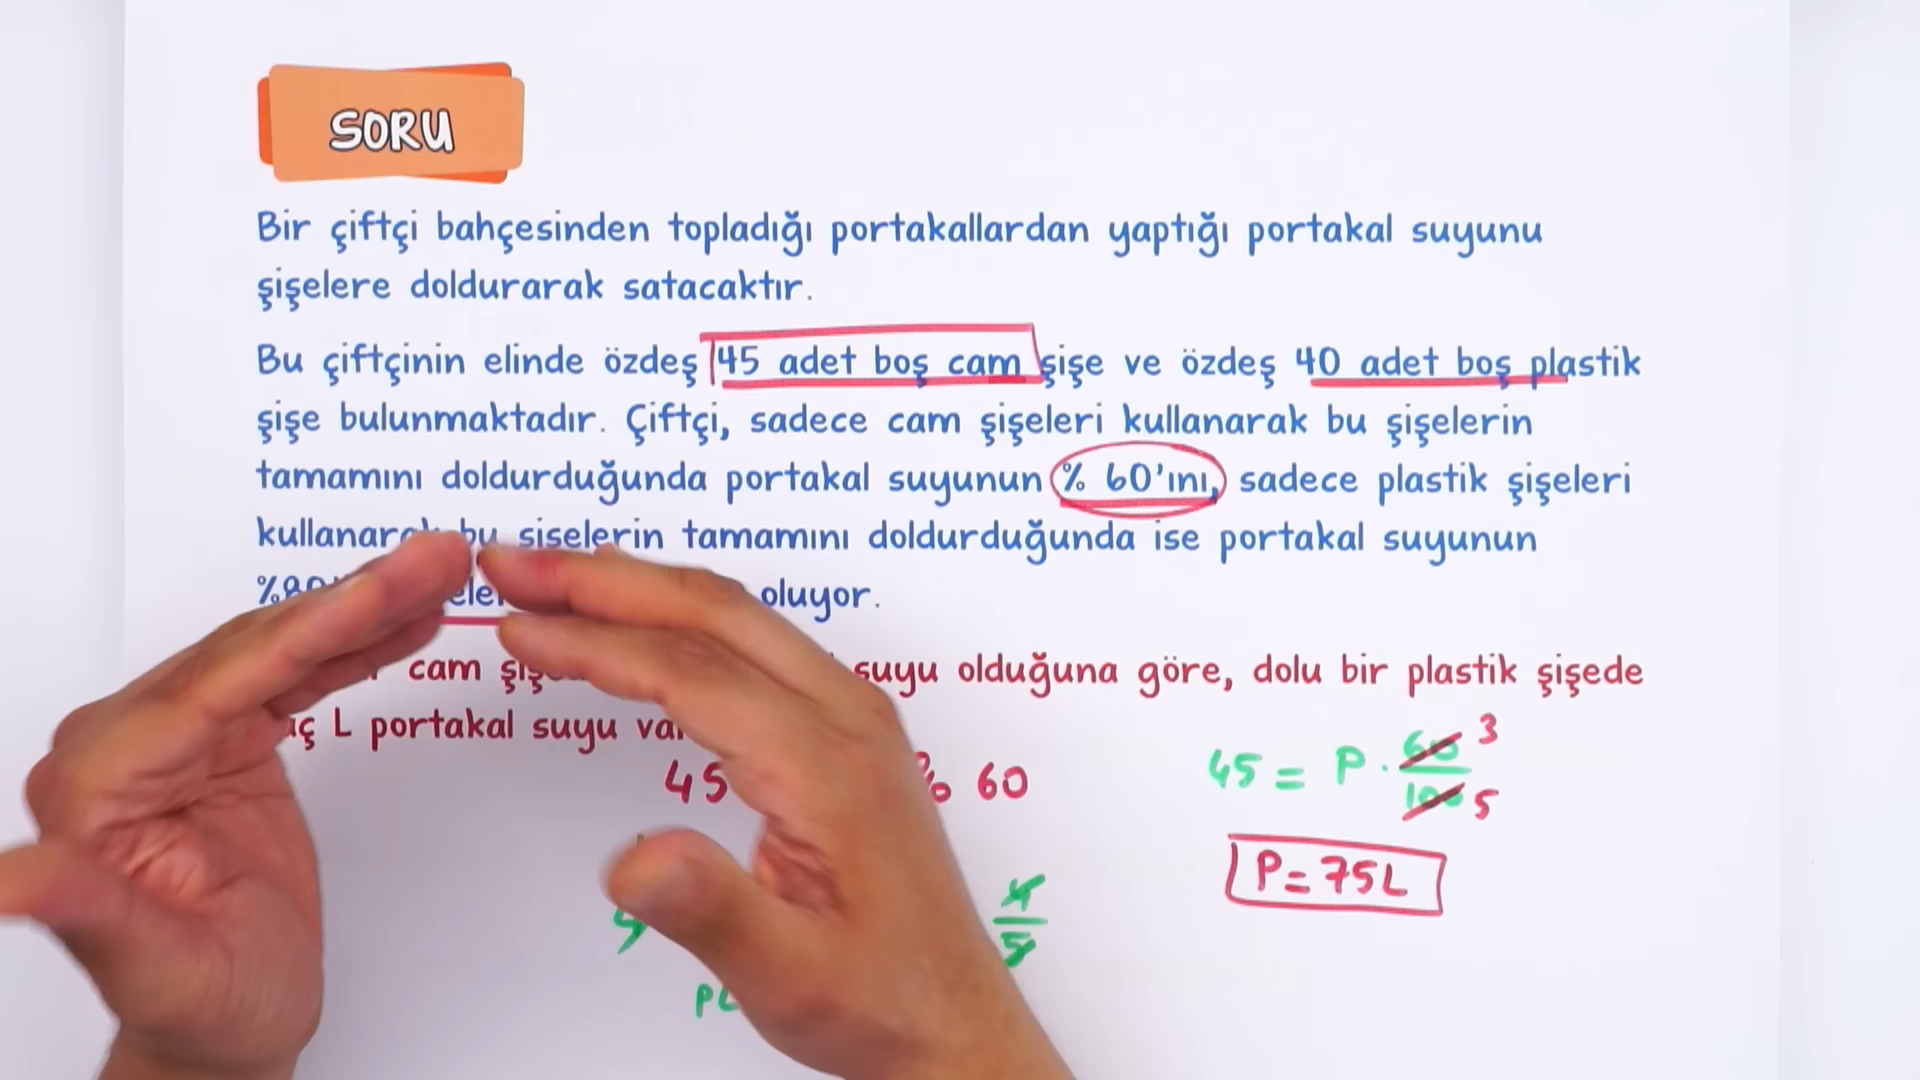 SORU
Bir çiftçi bahçesinden topladığı portakallardan yaptığı portakal suyunu
şişelere doldurarak satacaktır.
Bu çiftçinin elinde özdeş 45 adet boş cam şişe ve özdeş 40 adet boş plastik
şişe bulunmaktadır. Çiftçi, sadece cam şişeleri kullanarak bu şişelerin
tamamını doldurduğunda portakal suyunun % 60'ını, sadece plastik şişeleri
kullanarak bu şişelerin tamamını doldurduğunda ise portakal suyunun
oluyor.
cam suyu olduğuna göre, dolu bir plastik şişede
L portakal suyu
45 % 60
45 = P · 60/100 3 5
P = 75L
4/5